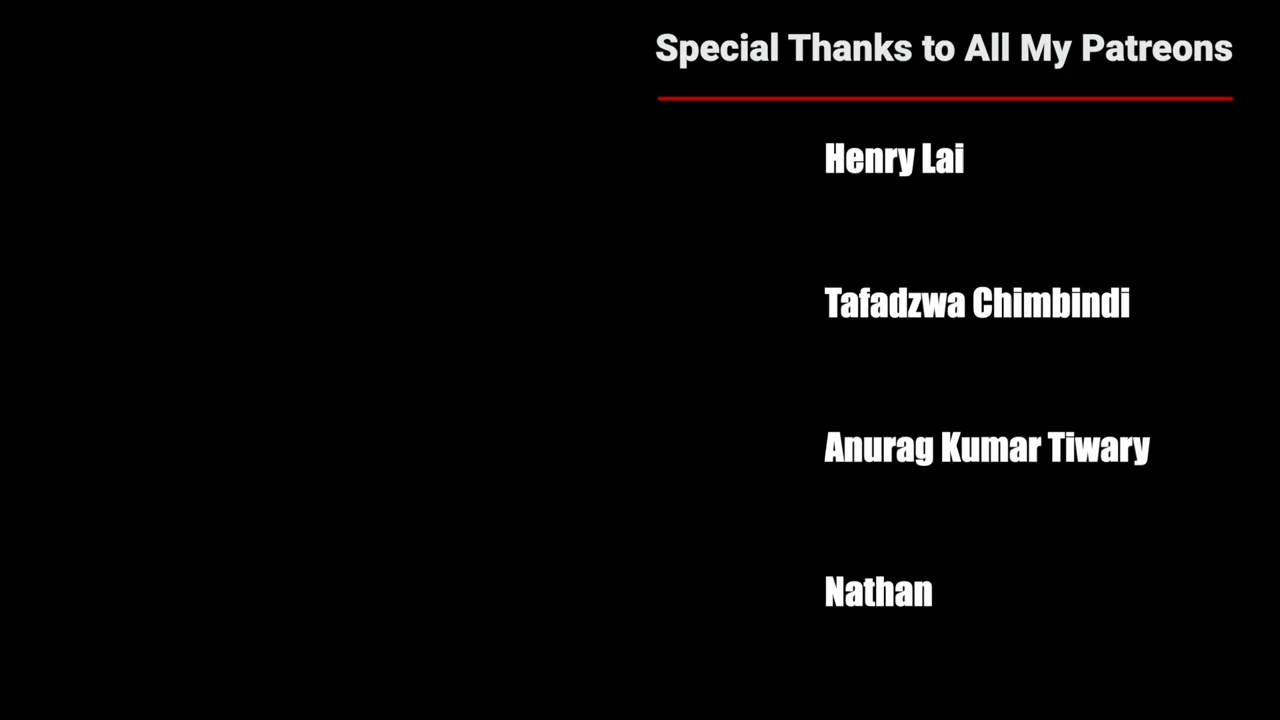 Special Thanks to All My Patreons
Henry Lai
Tafadzwa Chimbindi
Anurag Kumar Tiwary
Nathan